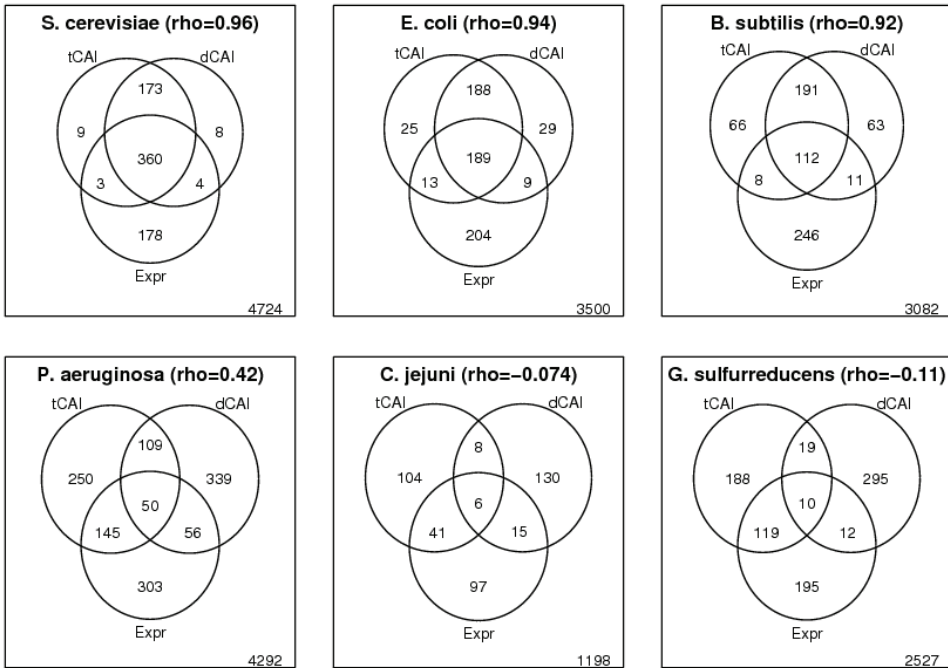 S. cerevisiae (rho=0.96)
tCAI
dCAI
173
9
8
360
3
4
178
Expr
4724
E. coli (rho=0.94)
tCAI
dCAI
188
25
29
189
13
9
204
Expr
3500
B. subtilis (rho=0.92)
tCAI
dCAI
191
66
63
112
8
11
246
Expr
3082
P. aeruginosa (rho=0.42)
tCAI
dCAI
109
250
339
50
145
56
303
Expr
4292
C. jejuni (rho=−0.074)
tCAI
dCAI
8
104
130
6
41
15
97
Expr
1198
G. sulfurreducens (rho=−0.11)
tCAI
dCAI
19
188
295
10
119
12
195
Expr
2527